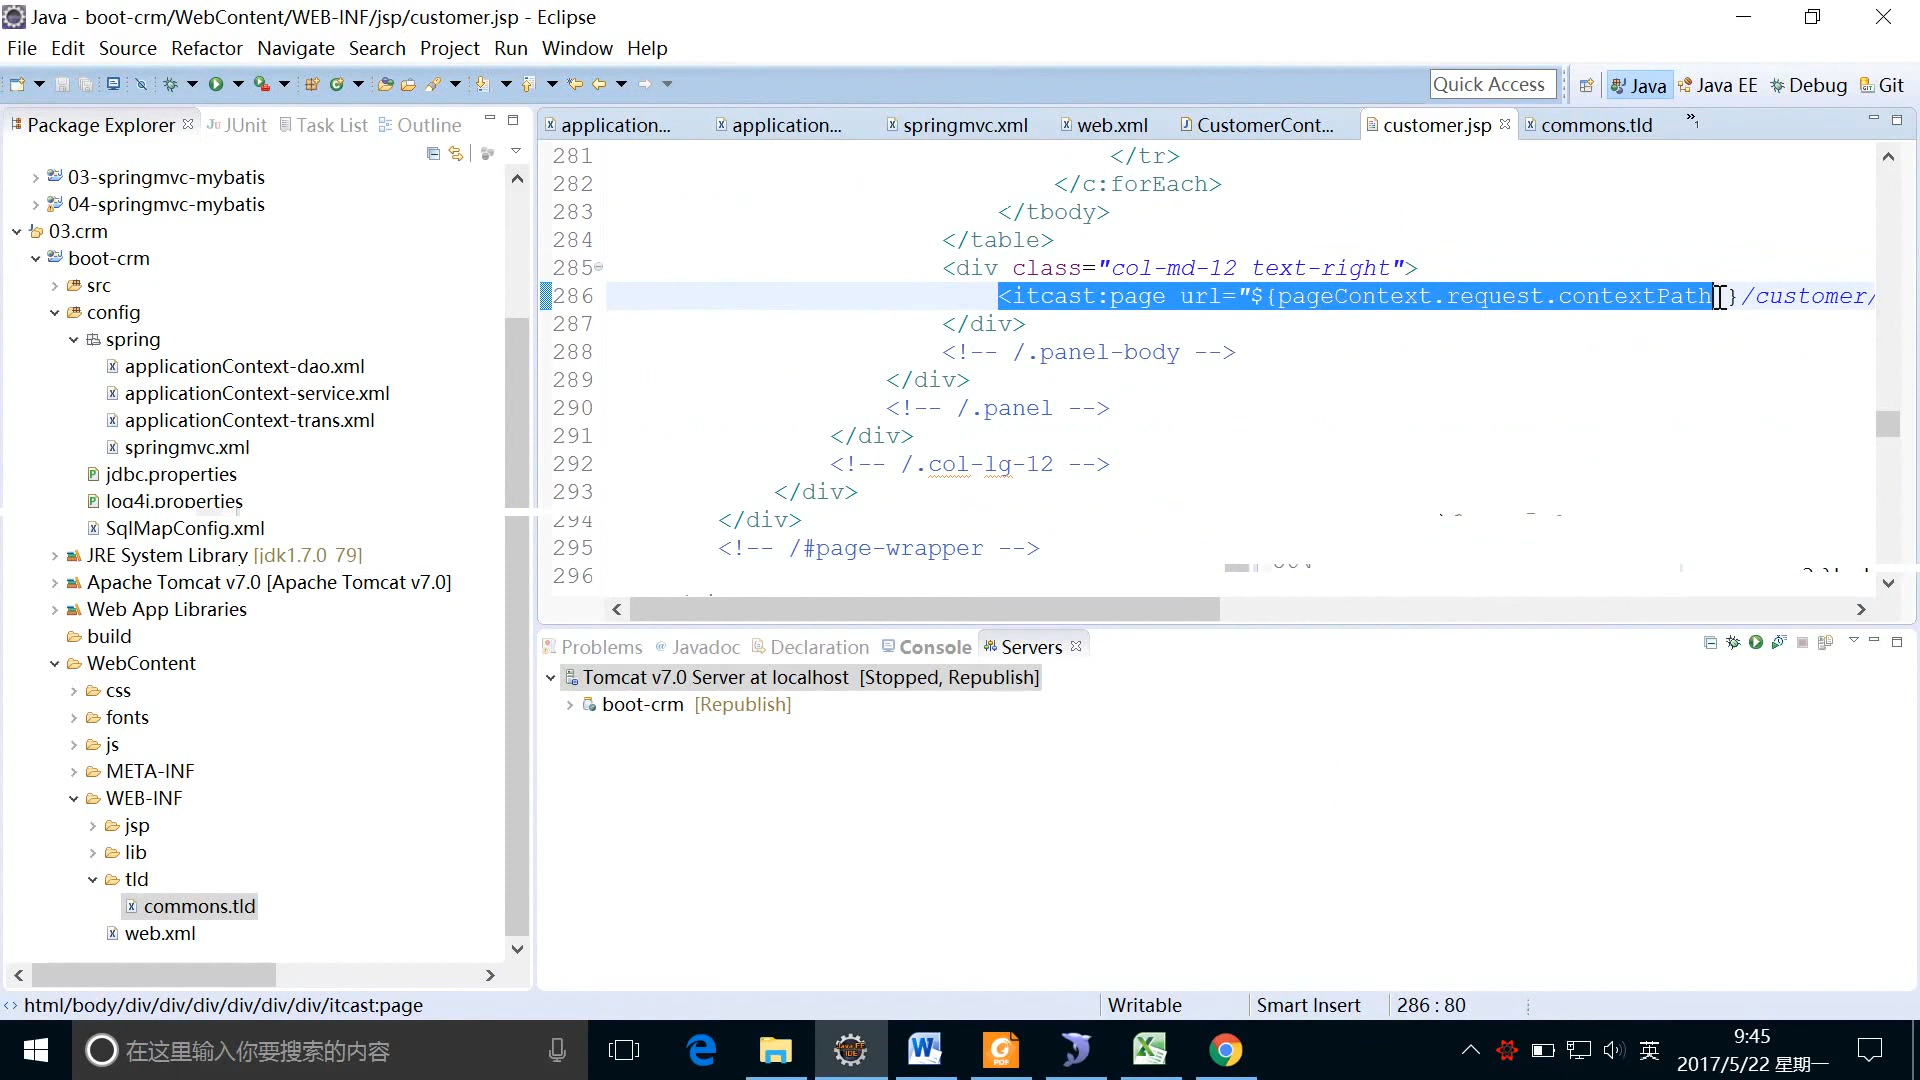 Java - boot-crm/WebContent/WEB-INF/jsp/customer.jsp - Eclipse
File Edit Source Refactor Navigate Search Project Run Window Help
Quick Access Java Java EE Debug Git
Package Explorer JUnit Task List Outline
03-springmvc-mybatis
04-springmvc-mybatis
03.crm
boot-crm
src
config
spring
applicationContext-dao.xml
applicationContext-service.xml
applicationContext-trans.xml
springmvc.xml
jdbc.properties
log4j.properties
SqlMapConfig.xml
JRE System Library [jdk1.7.0_79]
Apache Tomcat v7.0 [Apache Tomcat v7.0]
Web App Libraries
build
WebContent
css
fonts
js
META-INF
WEB-INF
jsp
lib
tld
commons.tld
web.xml
application... application... springmvc.xml web.xml CustomerCont... customer.jsp commons.tld »1
281 </tr>
282 </c:forEach>
283 </tbody>
284 </table>
285 <div class="col-md-12 text-right">
286 <itcast:page url="${pageContext.request.contextPath}/customer/
287 </div>
288 <!-- /.panel-body -->
289 </div>
290 <!-- /.panel -->
291 </div>
292 <!-- /.col-lg-12 -->
293 </div>
294 </div>
295 <!-- /#page-wrapper -->
296
Problems Javadoc Declaration Console Servers
Tomcat v7.0 Server at localhost [Stopped, Republish]
boot-crm [Republish]
html/body/div/div/div/div/div/div/itcast:page
Writable Smart Insert 286 : 80
在这里输入你要搜索的内容
英
9:45
2017/5/22 星期一